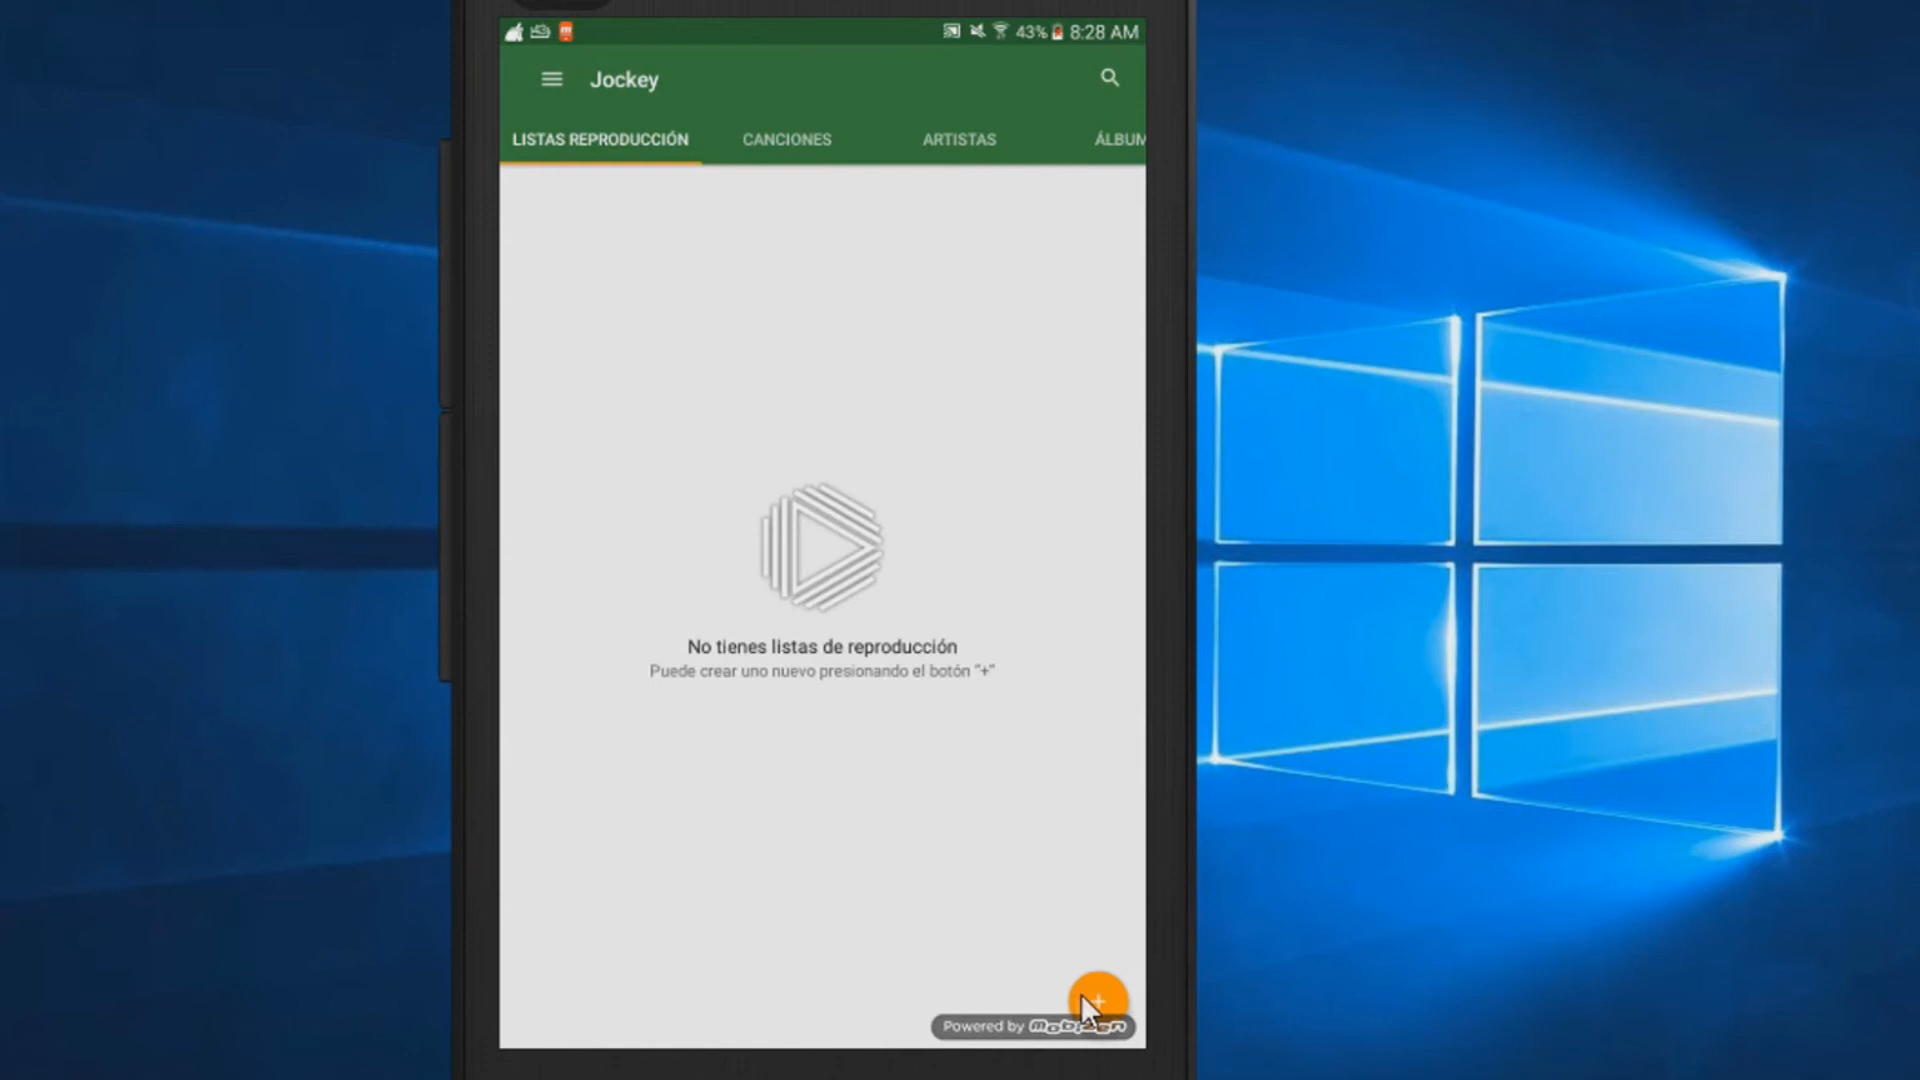 43% 8:28 AM
Jockey
LISTAS REPRODUCCIÓN CANCIONES ARTISTAS ÁLBUM
No tienes listas de reproducción
Puede crear uno nuevo presionando el botón "+"
+
Powered by